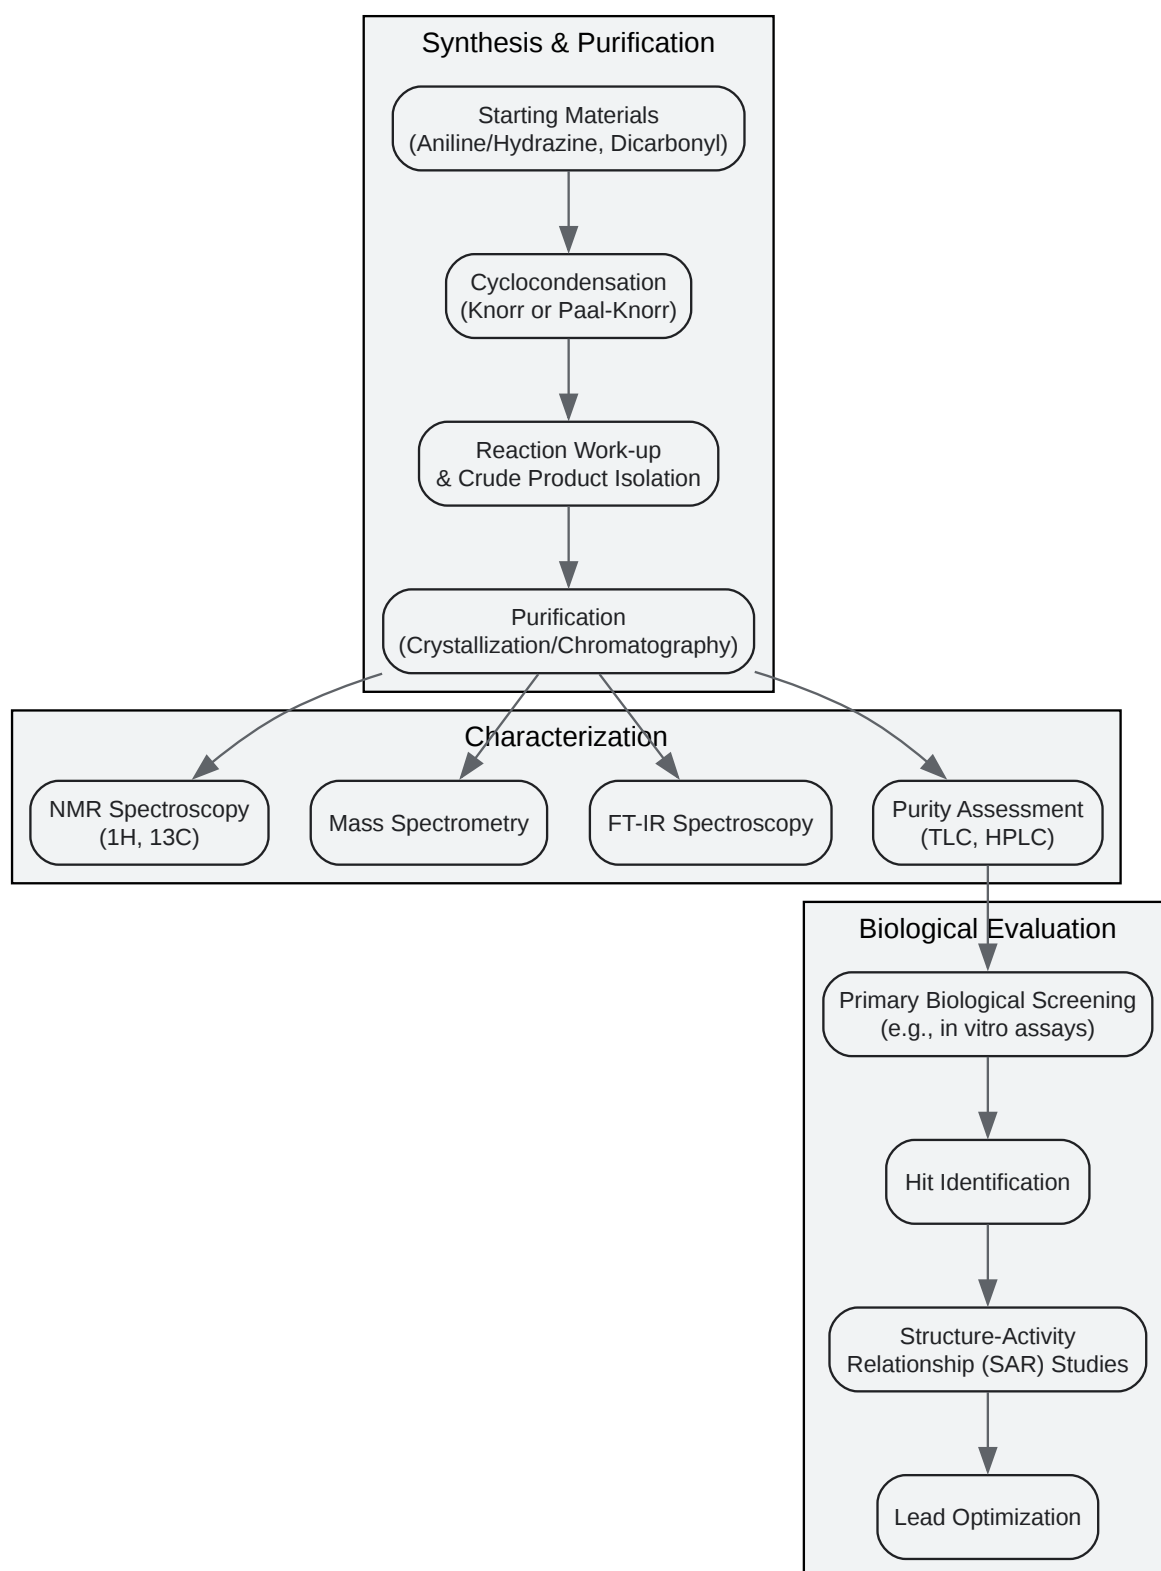 Synthesis & Purification
Starting Materials
(Aniline/Hydrazine, Dicarbonyl)
Cyclocondensation
(Knorr or Paal-Knorr)
Reaction Work-up
& Crude Product Isolation
Purification
(Crystallization/Chromatography)
Characterization
NMR Spectroscopy
(1H, 13C)
Mass Spectrometry
FT-IR Spectroscopy
Purity Assessment
(TLC, HPLC)
Biological Evaluation
Primary Biological Screening
(e.g., in vitro assays)
Hit Identification
Structure-Activity
Relationship (SAR) Studies
Lead Optimization